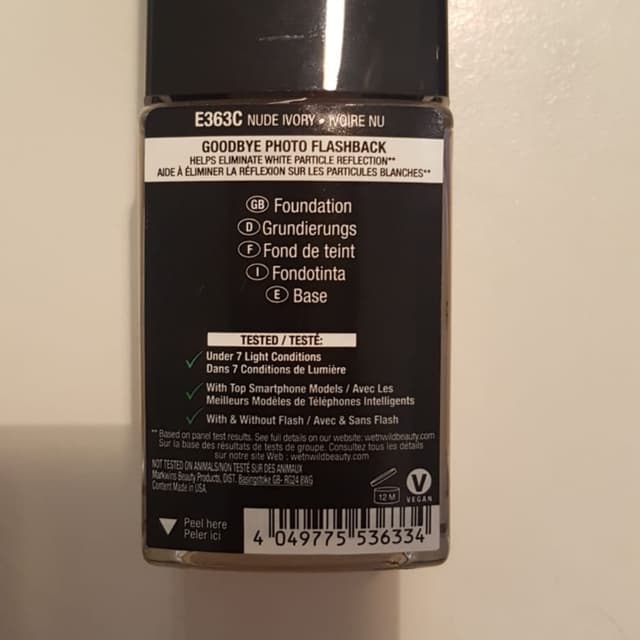 E363C NUDE IVORY • IVOIRE NU
GOODBYE PHOTO FLASHBACK
HELPS ELIMINATE WHITE PARTICLE REFLECTION**
AIDE À ÉLIMINER LA RÉFLEXION SUR LES PARTICULES BLANCHES**
GB Foundation
D Grundierungs
F Fond de teint
I Fondotinta
E Base
TESTED / TESTÉ:
Under 7 Light Conditions
Dans 7 Conditions de Lumière
With Top Smartphone Models / Avec Les
Meilleurs Modèles de Téléphones Intelligents
With & Without Flash / Avec & Sans Flash
** Based on panel test results. See full details on our website: wetnwildbeauty.com
Sur la base des résultats de tests de groupe. Consultez tous les détails
sur notre site Web : wetnwildbeauty.com
NOT TESTED ON ANIMALS/NON TESTÉ SUR DES ANIMAUX
Markwins Beauty Products, DIST. Basingstoke GB- RG24 8WG
Content Made in USA
12 M
V
VEGAN
Peel here
Peler ici
4 049775 536334